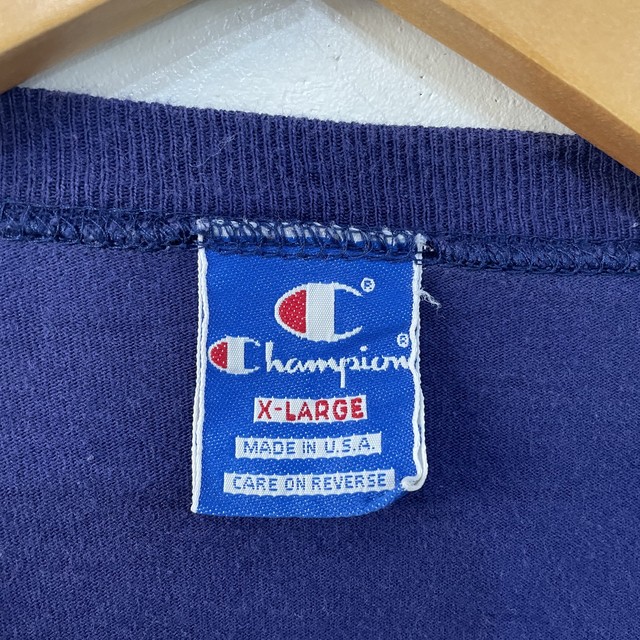 C®
Champion®
X-LARGE
MADE IN U.S.A.
CARE ON REVERSE